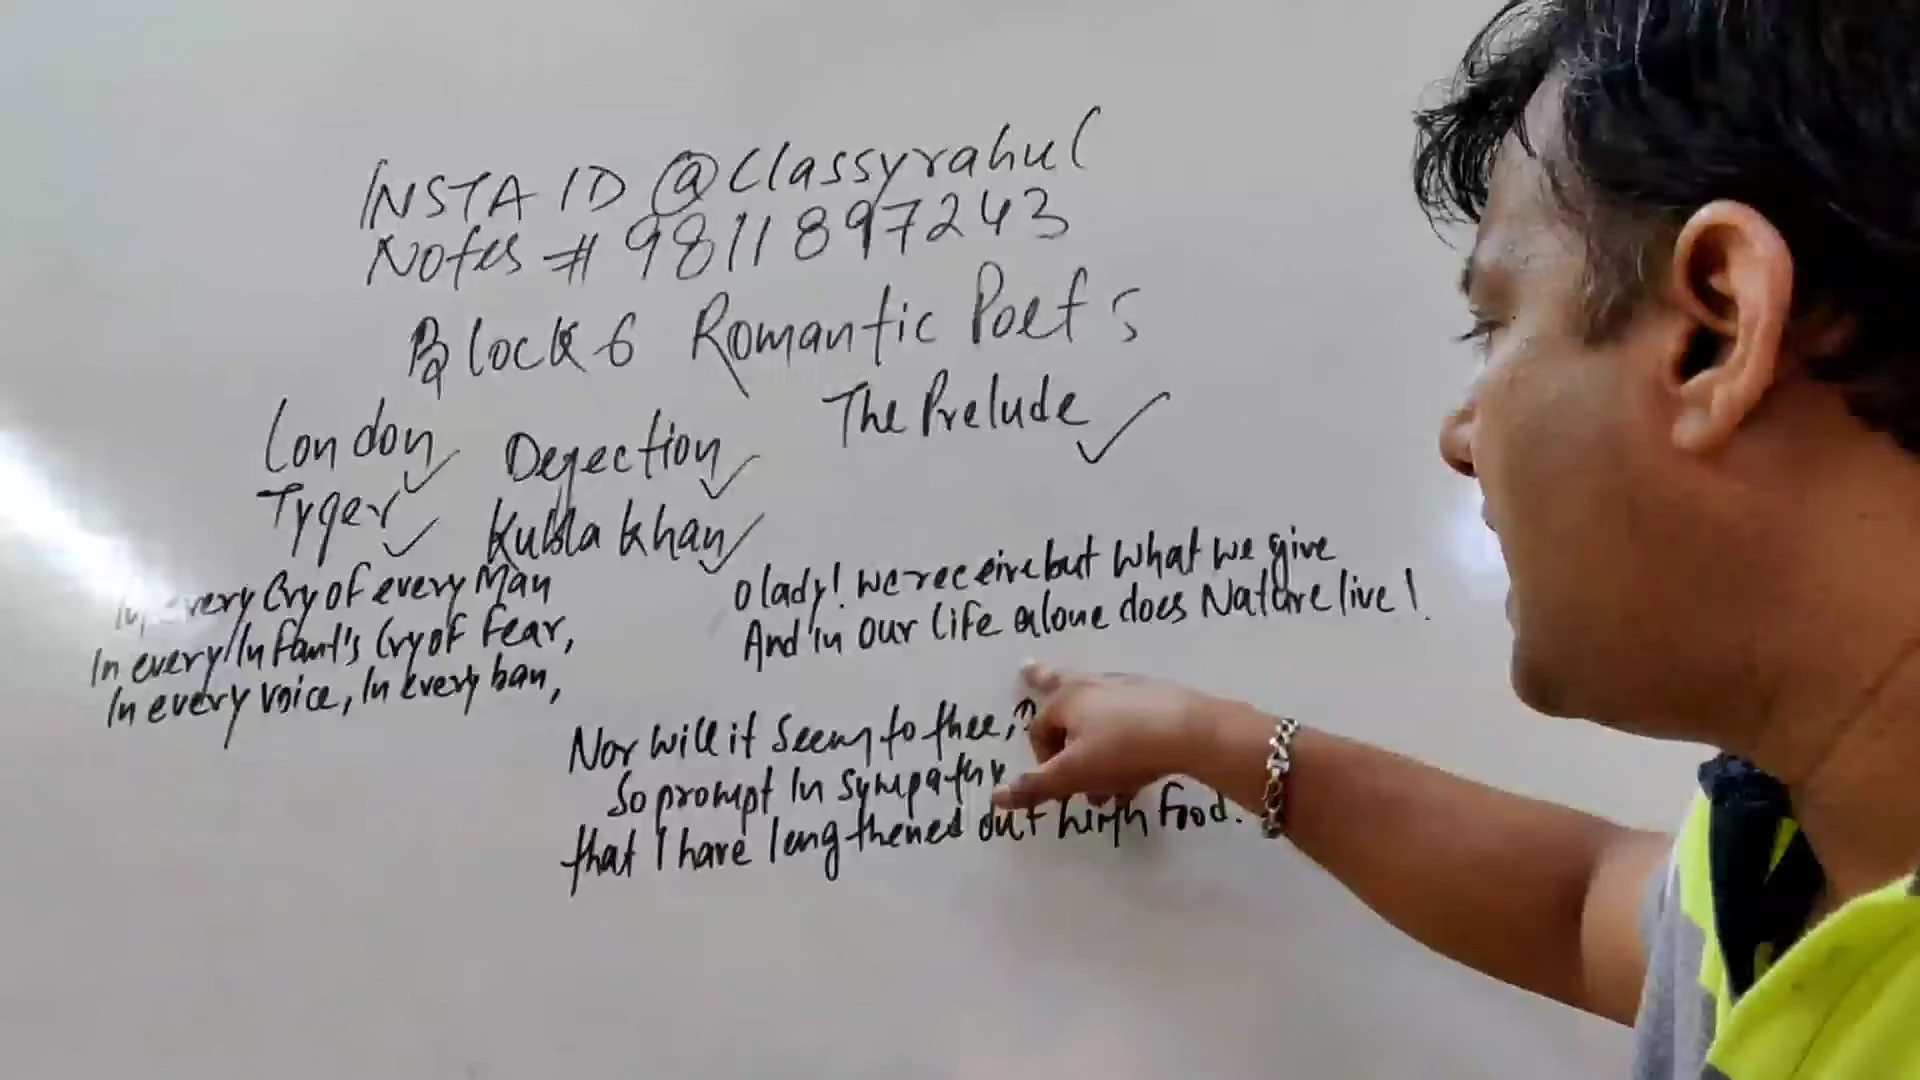 INSTA ID @Classyrahul
Notes # 9811897243
Block 6 Romantic Poets
London Dejection The Prelude
Tyger Kubla Khan
every Cry of every Man
In every Infant's Cry of fear,
In every voice, In every ban,
O lady! we receive but what we give
And in our life alone does Nature live!
Nor will it seem to thee,
So prompt In sympathy
that I have lengthened out with food.